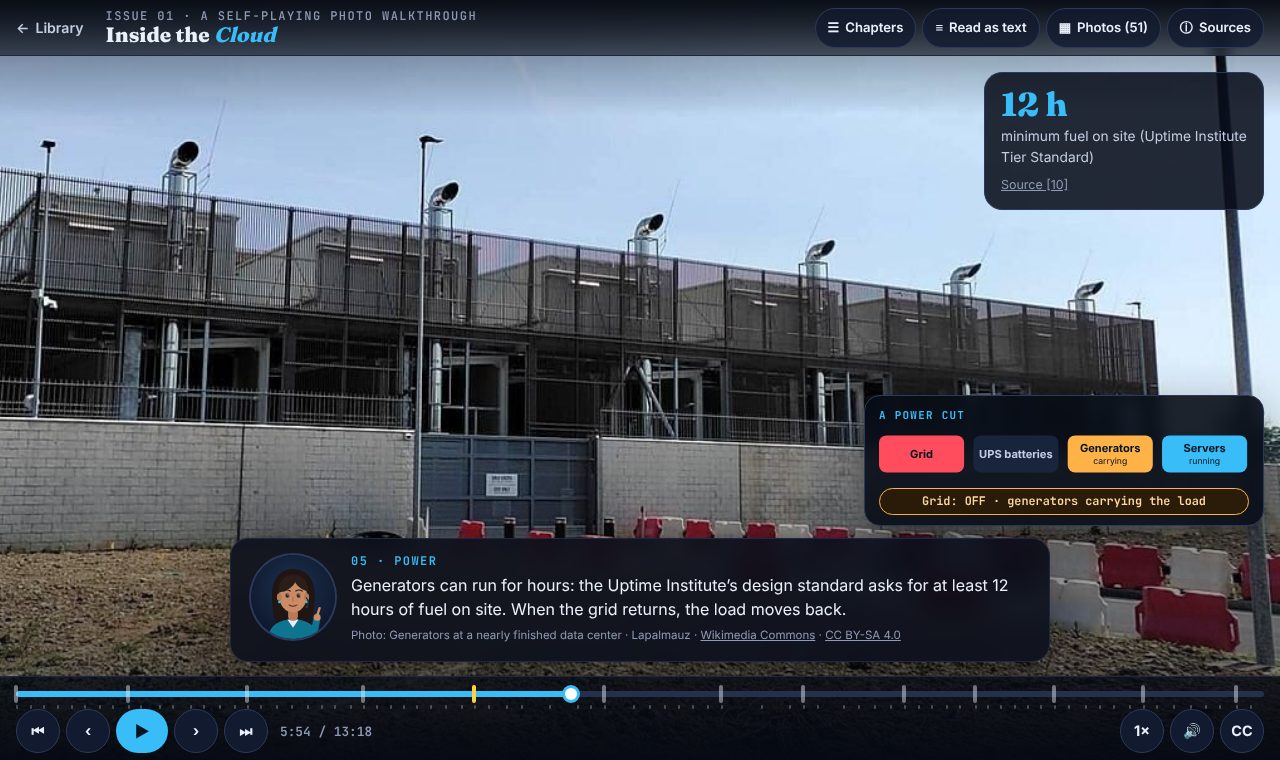 ← Library
ISSUE 01 · A SELF-PLAYING PHOTO WALKTHROUGH
Inside the Cloud
☰ Chapters
≡ Read as text
▦ Photos (51)
ⓘ Sources
12 h
minimum fuel on site (Uptime Institute
Tier Standard)
Source [10]
A POWER CUT
Grid
UPS batteries
Generators
carrying
Servers
running
Grid: OFF · generators carrying the load
05 · POWER
Generators can run for hours: the Uptime Institute’s design standard asks for at least 12
hours of fuel on site. When the grid returns, the load moves back.
Photo: Generators at a nearly finished data center · Lapalmauz · Wikimedia Commons · CC BY-SA 4.0
5:54 / 13:18
1×
CC